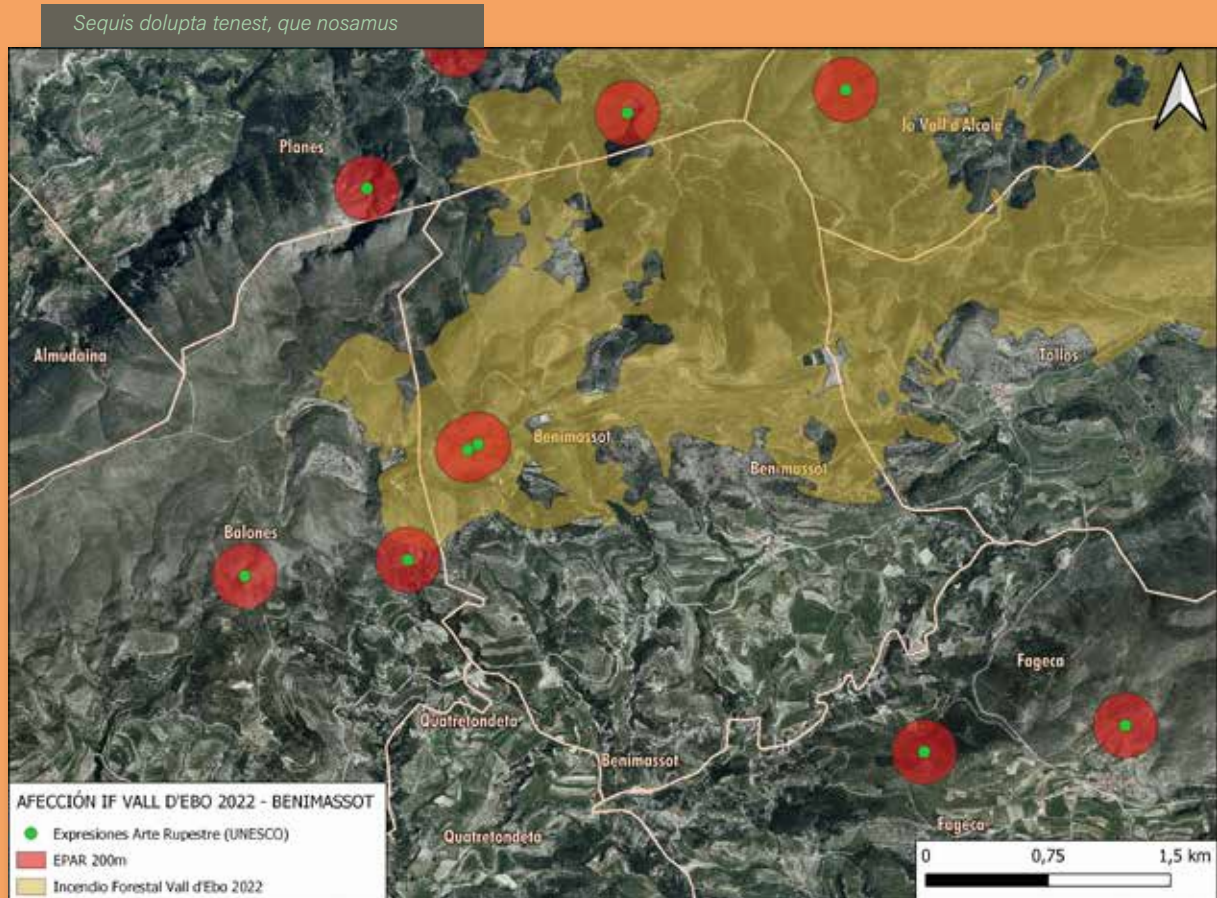 Sequis dolupta tenest, que nosamus
Planes
la Vall d'Alcale
Almudaina
Tollos
Benimassot
Benimassot
Balones
Fageca
Quatretondeta
Benimassot
Quatretondeta
Fageca
AFECCIÓN IF VALL D'EBO 2022 - BENIMASSOT
Expresiones Arte Rupestre (UNESCO)
EPAR 200m
Incendio Forestal Vall d'Ebo 2022
0 0,75 1,5 km